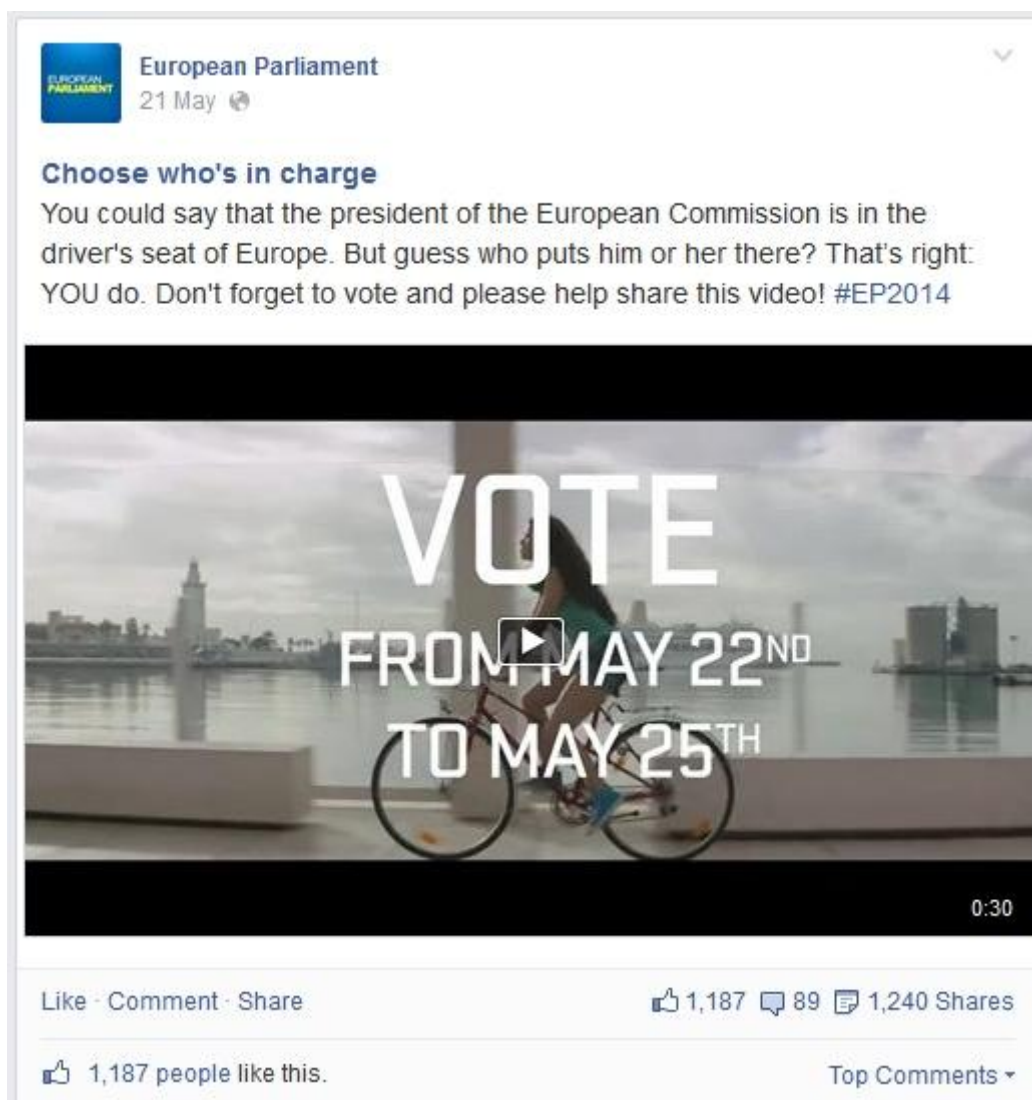 EUROPEAN
PARLIAMENT
European Parliament
21 May
Choose who's in charge
You could say that the president of the European Commission is in the
driver's seat of Europe. But guess who puts him or her there? That's right:
YOU do. Don't forget to vote and please help share this video! #EP2014
VOTE
FROM MAY 22ND
TO MAY 25TH
0:30
Like · Comment · Share 1,187 89 1,240 Shares
1,187 people like this. Top Comments